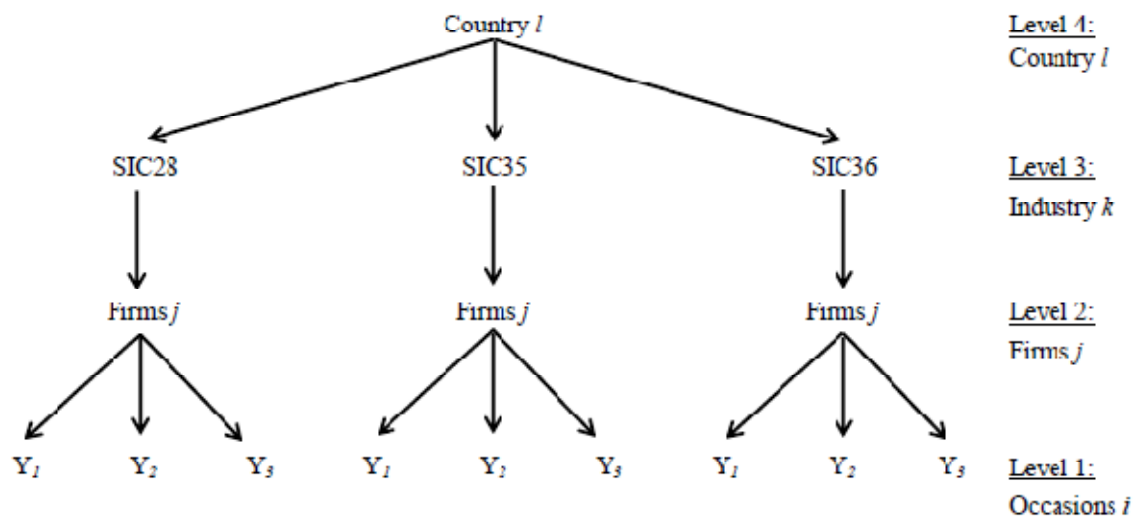 Country l
Level 4:
Country l
SIC28 SIC35 SIC36
Level 3:
Industry k
Firms j Firms j Firms j
Level 2:
Firms j
Y1 Y2 Y3 Y1 Y2 Y3 Y1 Y2 Y3
Level 1:
Occasions i